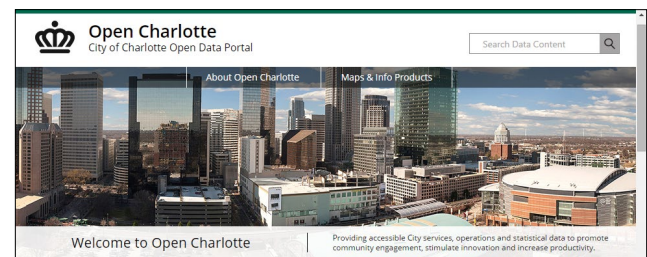 Open Charlotte
City of Charlotte Open Data Portal
Search Data Content
About Open Charlotte
Maps & Info Products
Welcome to Open Charlotte
Providing accessible City services, operations and statistical data to promote
community engagement, stimulate innovation and increase productivity.